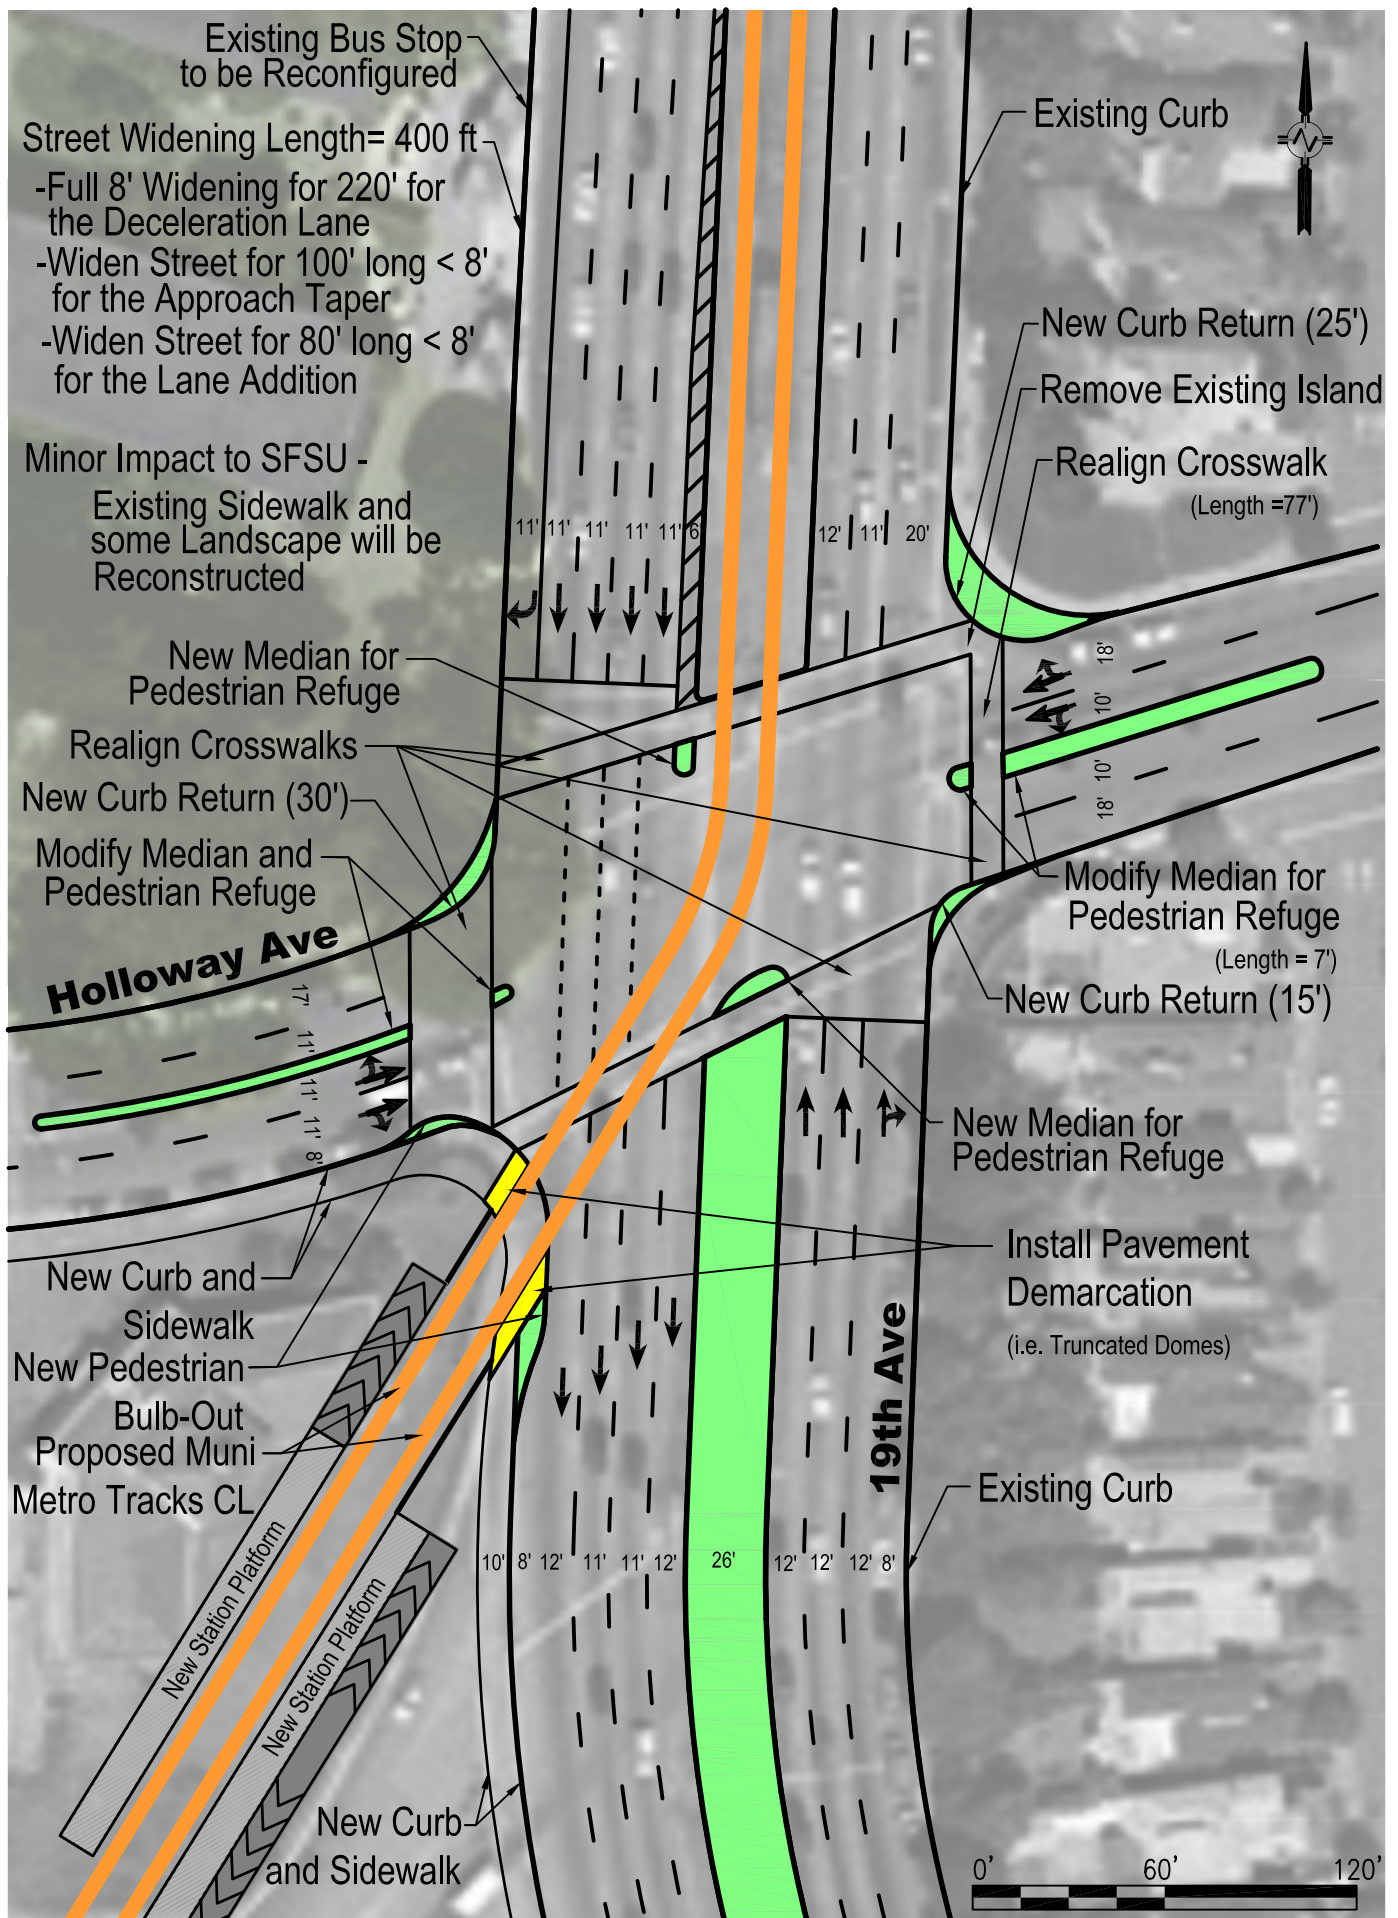 Existing Bus Stop
to be Reconfigured
Street Widening Length= 400 ft
-Full 8' Widening for 220' for
the Deceleration Lane
-Widen Street for 100' long < 8'
for the Approach Taper
-Widen Street for 80' long < 8'
for the Lane Addition
Minor Impact to SFSU -
Existing Sidewalk and
some Landscape will be
Reconstructed
Existing Curb
New Curb Return (25')
Remove Existing Island
Realign Crosswalk
(Length =77')
11' 11' 11' 11' 11' 6'
12' 11' 20'
New Median for
Pedestrian Refuge
Realign Crosswalks
New Curb Return (30')
Modify Median and
Pedestrian Refuge
Holloway Ave
18'
10'
10'
18'
Modify Median for
Pedestrian Refuge
(Length = 7')
New Curb Return (15')
17'
11'
11'
11'
8'
New Median for
Pedestrian Refuge
Install Pavement
Demarcation
(i.e. Truncated Domes)
New Curb and
Sidewalk
New Pedestrian
Bulb-Out
Proposed Muni
Metro Tracks CL
19th Ave
Existing Curb
New Station Platform
New Station Platform
10' 8' 12' 11' 11' 12' 26' 12' 12' 12' 8'
New Curb
and Sidewalk
0' 60' 120'